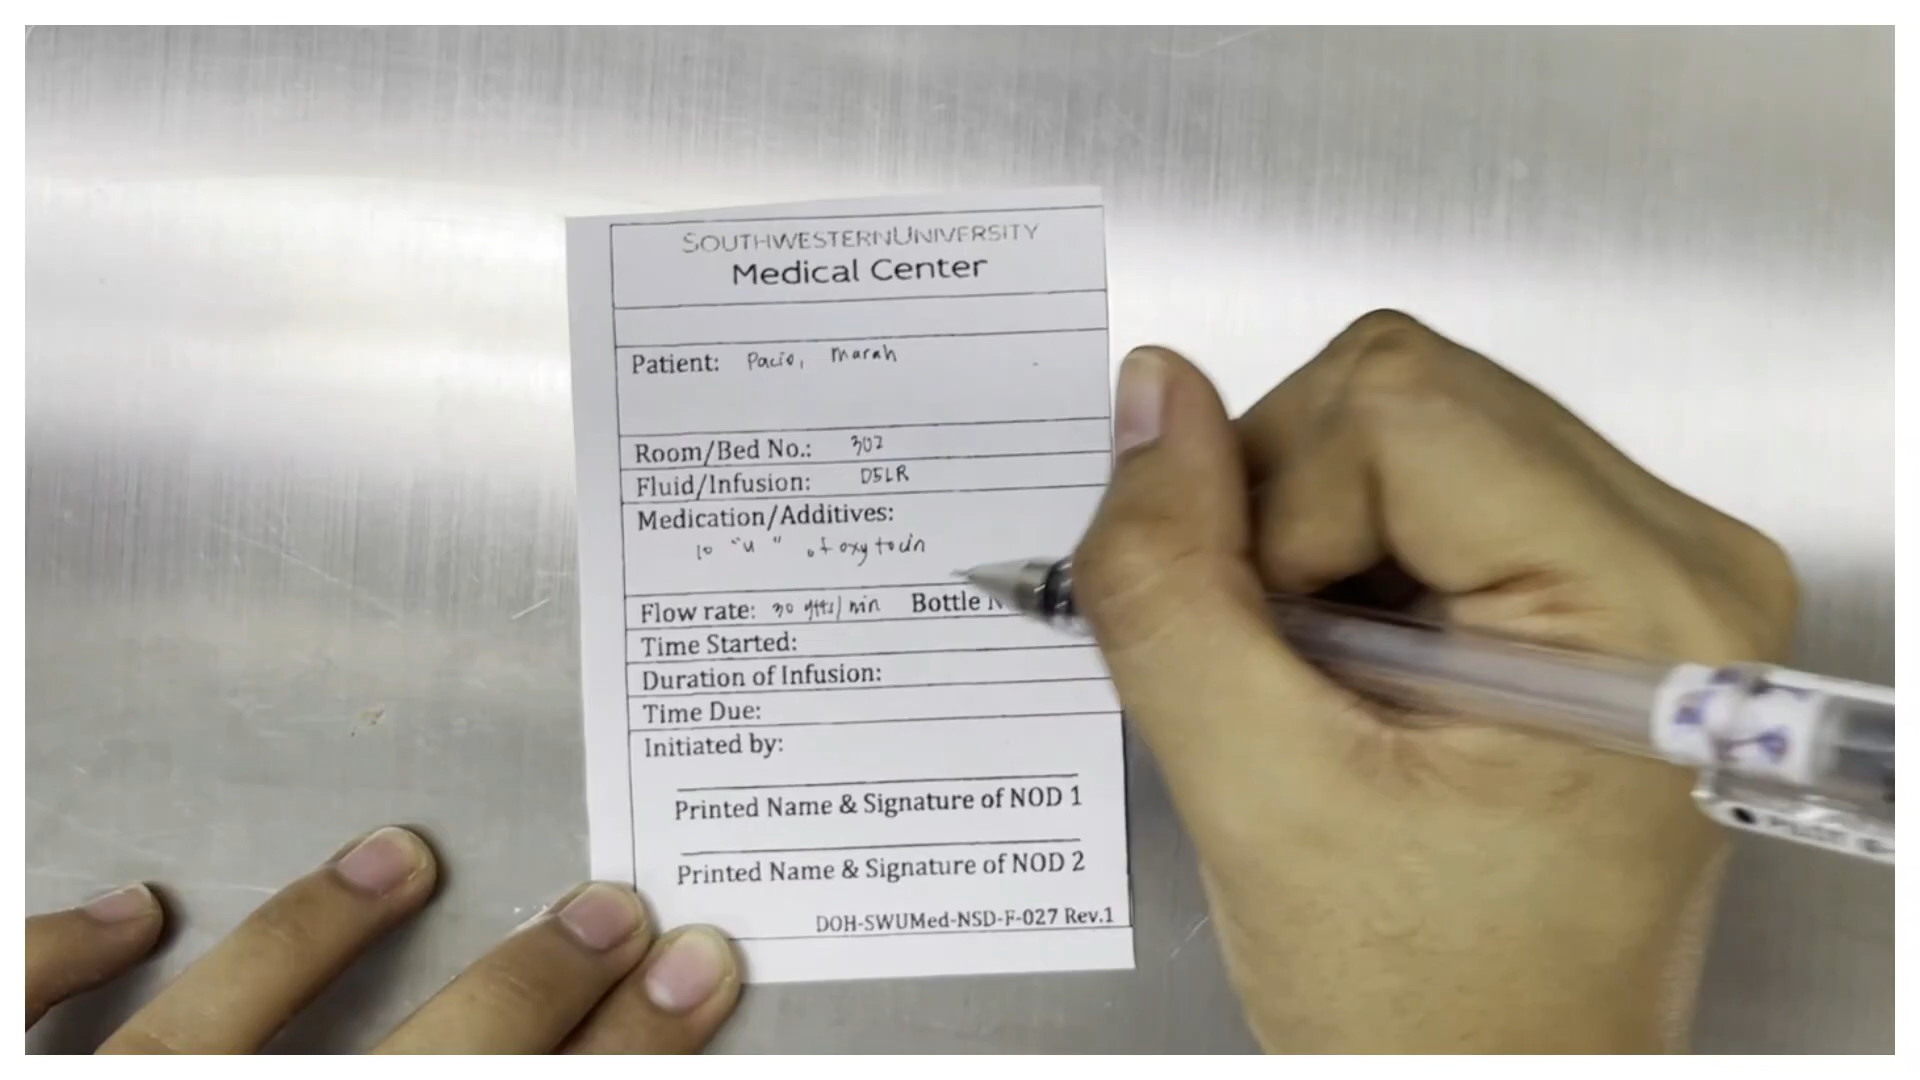 SOUTHWESTERNUNIVERSITY
Medical Center
Patient: Pacio, Marah
Room/Bed No.: 302
Fluid/Infusion: D5LR
Medication/Additives:
10 "u" of oxytocin
Flow rate: 30 gtts/min Bottle
Time Started:
Duration of Infusion:
Time Due:
Initiated by:
Printed Name & Signature of NOD 1
Printed Name & Signature of NOD 2
DOH-SWUMed-NSD-F-027 Rev.1